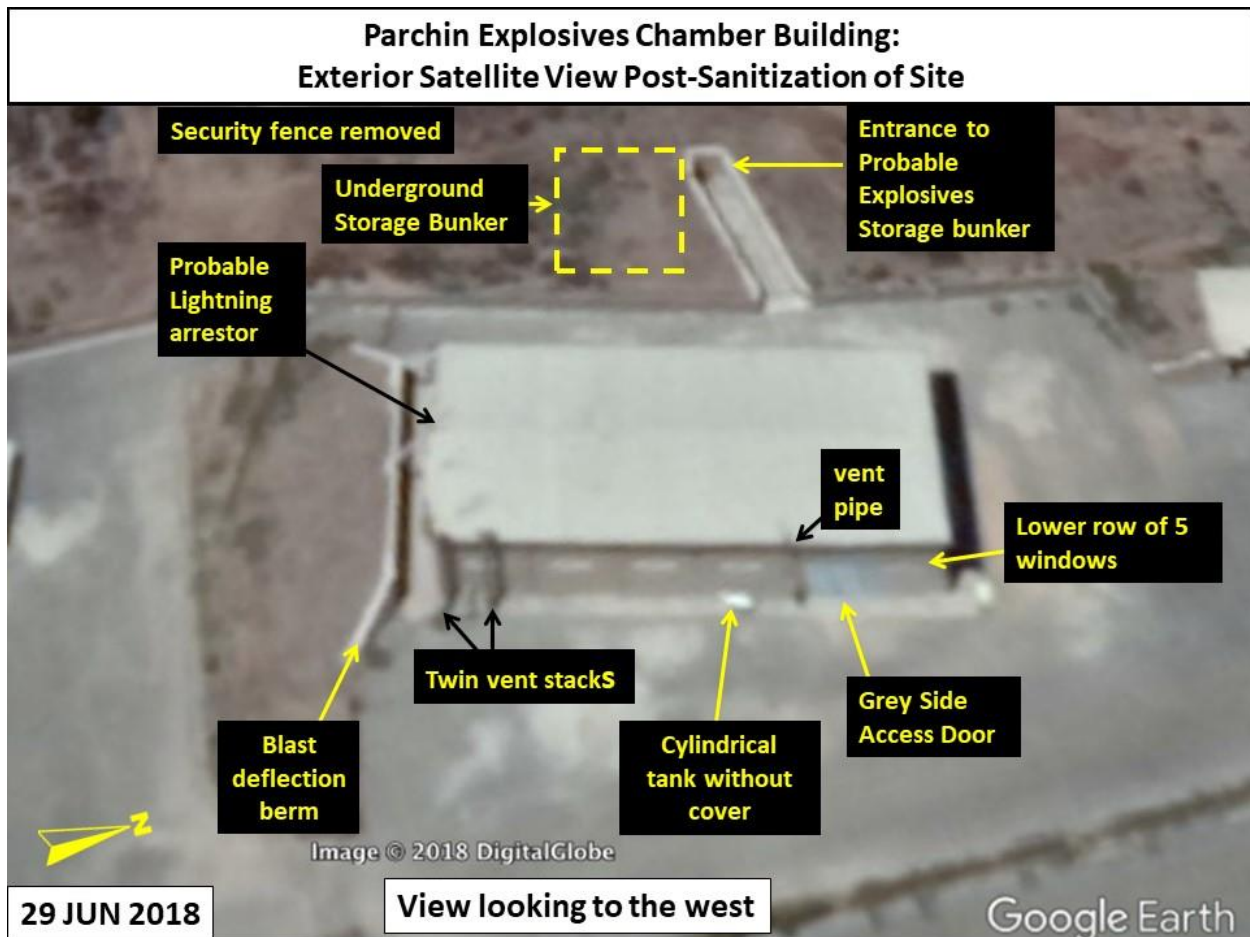 Parchin Explosives Chamber Building:
Exterior Satellite View Post-Sanitization of Site
Security fence removed
Underground
Storage Bunker
Entrance to
Probable
Explosives
Storage bunker
Probable
Lightning
arrestor
vent
pipe
Lower row of 5
windows
Twin vent stacks
Blast
deflection
berm
Cylindrical
tank without
cover
Grey Side
Access Door
N
Image © 2018 DigitalGlobe
29 JUN 2018
View looking to the west
Google Earth